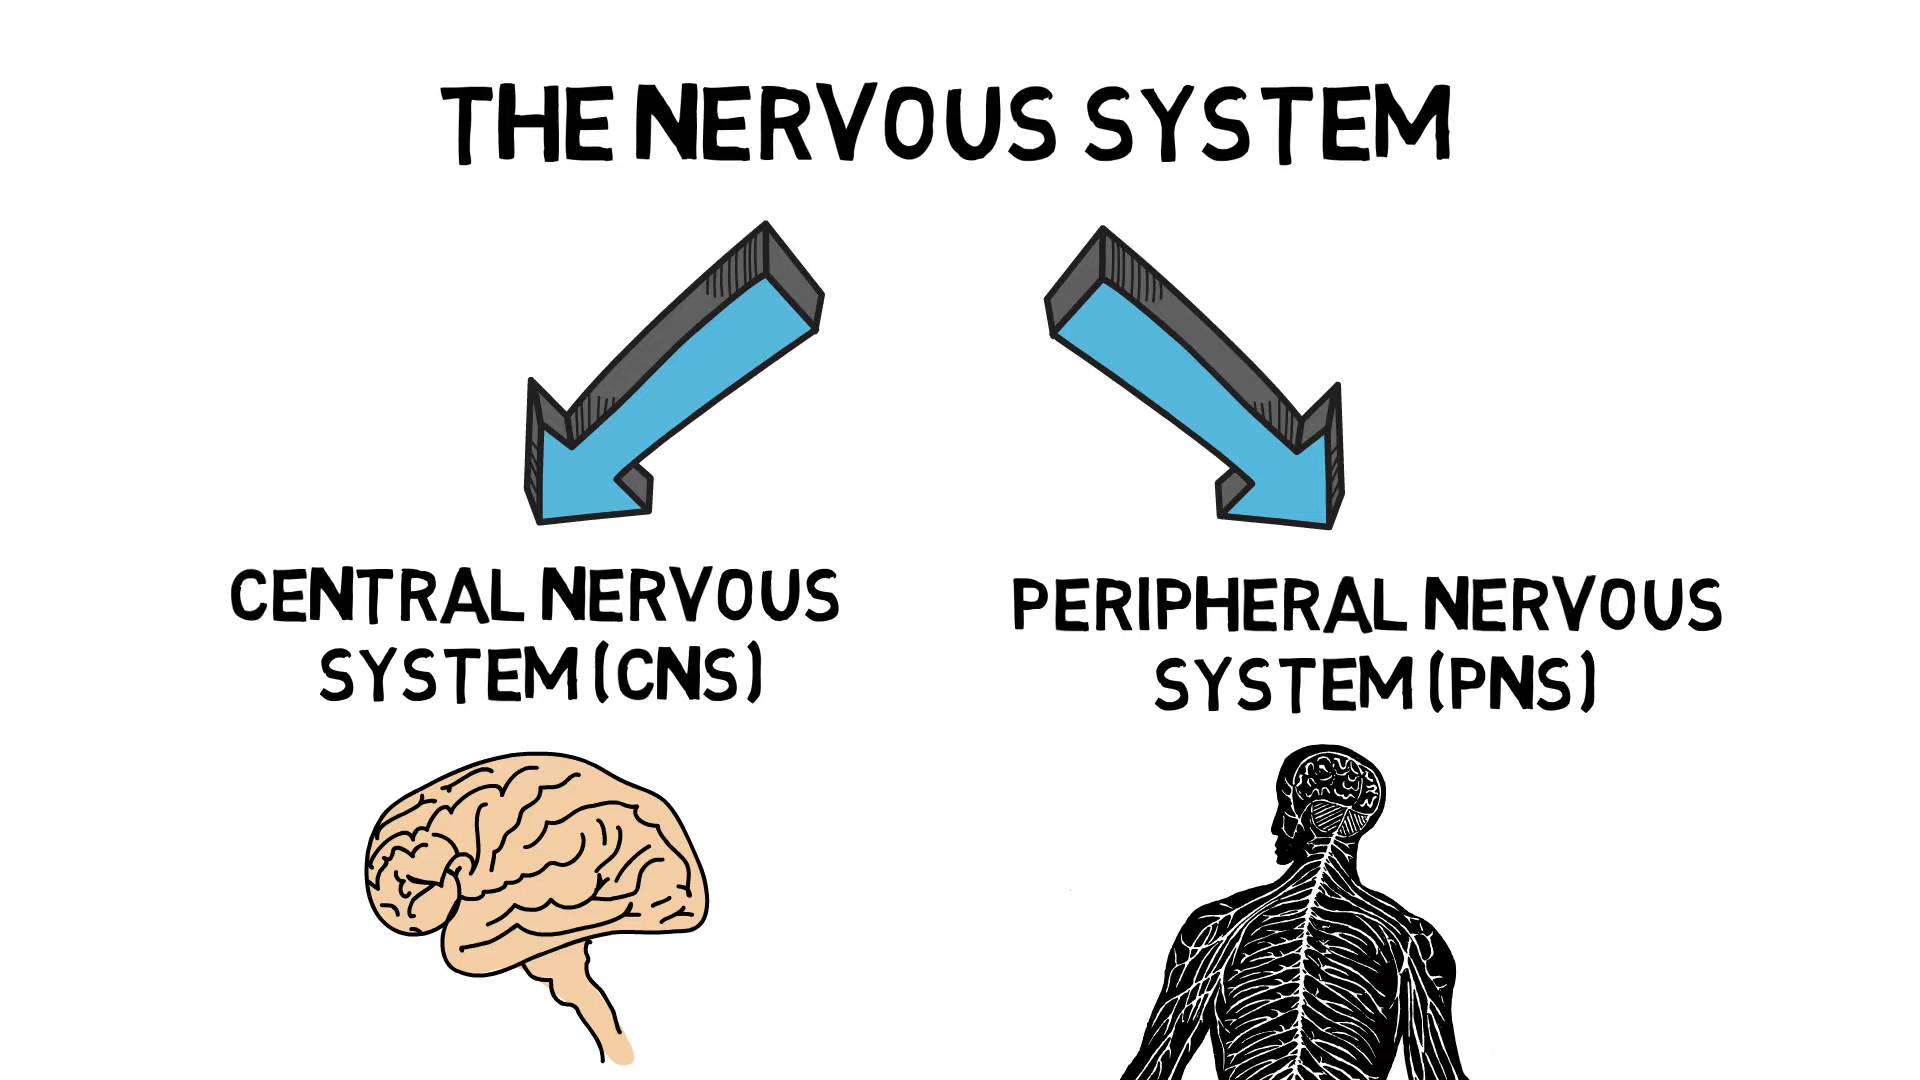 THE NERVOUS SYSTEM
CENTRAL NERVOUS
SYSTEM (CNS)
PERIPHERAL NERVOUS
SYSTEM (PNS)